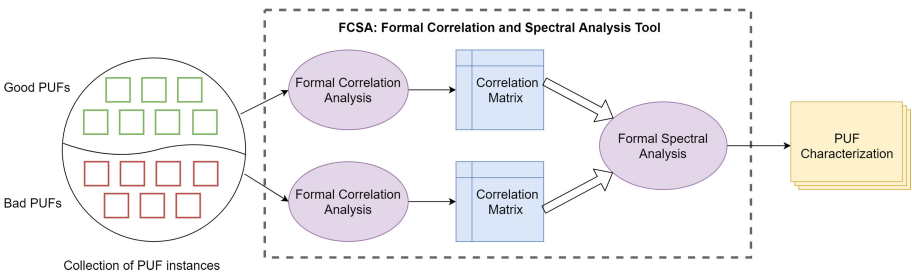 FCSA: Formal Correlation and Spectral Analysis Tool
Good PUFs
Bad PUFs
Collection of PUF instances
Formal Correlation
Analysis
Correlation
Matrix
Formal Correlation
Analysis
Correlation
Matrix
Formal Spectral
Analysis
PUF
Characterization